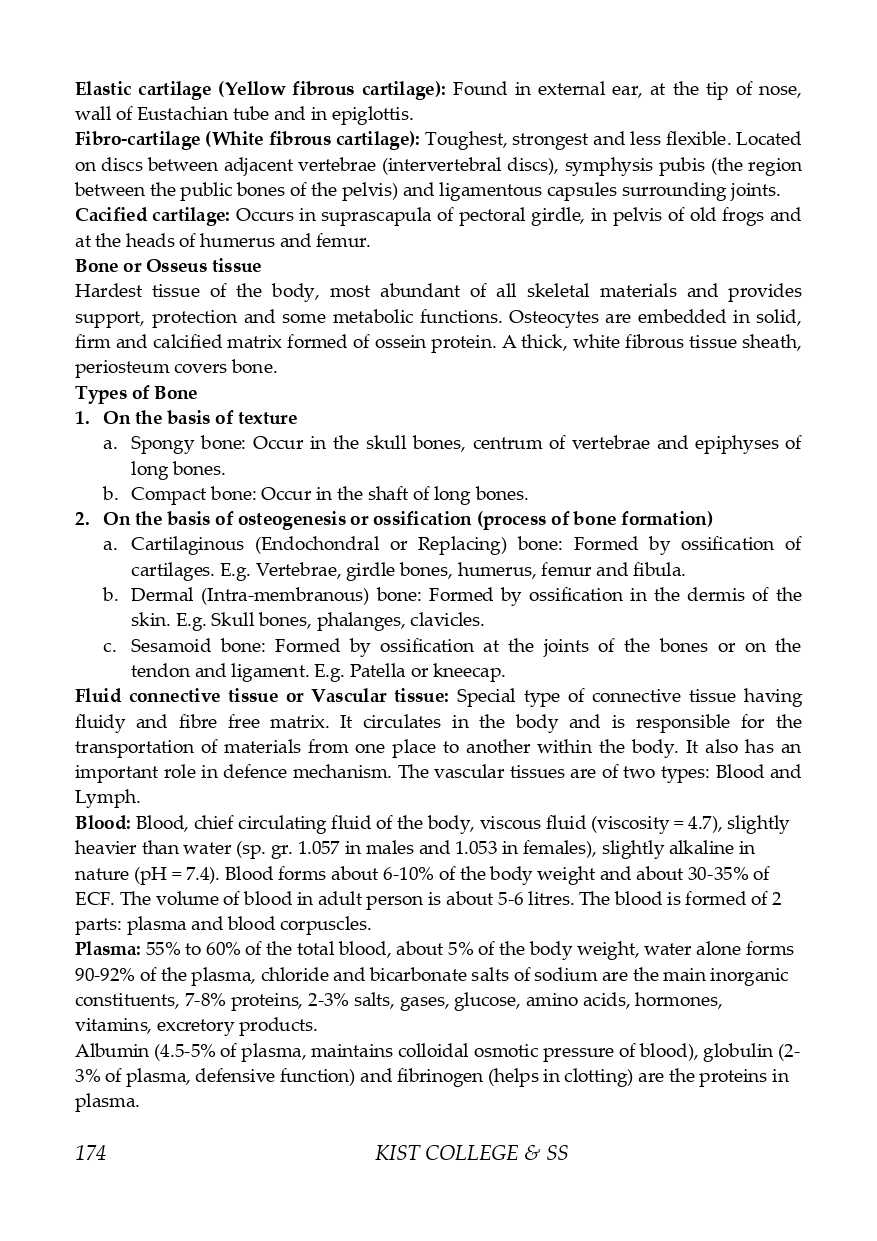 Elastic cartilage (Yellow fibrous cartilage): Found in external ear, at the tip of nose,
wall of Eustachian tube and in epiglottis.
Fibro-cartilage (White fibrous cartilage): Toughest, strongest and less flexible. Located
on discs between adjacent vertebrae (intervertebral discs), symphysis pubis (the region
between the public bones of the pelvis) and ligamentous capsules surrounding joints.
Cacified cartilage: Occurs in suprascapula of pectoral girdle, in pelvis of old frogs and
at the heads of humerus and femur.
Bone or Osseus tissue
Hardest tissue of the body, most abundant of all skeletal materials and provides
support, protection and some metabolic functions. Osteocytes are embedded in solid,
firm and calcified matrix formed of ossein protein. A thick, white fibrous tissue sheath,
periosteum covers bone.
Types of Bone
1. On the basis of texture
a. Spongy bone: Occur in the skull bones, centrum of vertebrae and epiphyses of
long bones.
b. Compact bone: Occur in the shaft of long bones.
2. On the basis of osteogenesis or ossification (process of bone formation)
a. Cartilaginous (Endochondral or Replacing) bone: Formed by ossification of
cartilages. E.g. Vertebrae, girdle bones, humerus, femur and fibula.
b. Dermal (Intra-membranous) bone: Formed by ossification in the dermis of the
skin. E.g. Skull bones, phalanges, clavicles.
c. Sesamoid bone: Formed by ossification at the joints of the bones or on the
tendon and ligament. E.g. Patella or kneecap.
Fluid connective tissue or Vascular tissue: Special type of connective tissue having
fluidy and fibre free matrix. It circulates in the body and is responsible for the
transportation of materials from one place to another within the body. It also has an
important role in defence mechanism. The vascular tissues are of two types: Blood and
Lymph.
Blood: Blood, chief circulating fluid of the body, viscous fluid (viscosity = 4.7), slightly
heavier than water (sp. gr. 1.057 in males and 1.053 in females), slightly alkaline in
nature (pH = 7.4). Blood forms about 6-10% of the body weight and about 30-35% of
ECF. The volume of blood in adult person is about 5-6 litres. The blood is formed of 2
parts: plasma and blood corpuscles.
Plasma: 55% to 60% of the total blood, about 5% of the body weight, water alone forms
90-92% of the plasma, chloride and bicarbonate salts of sodium are the main inorganic
constituents, 7-8% proteins, 2-3% salts, gases, glucose, amino acids, hormones,
vitamins, excretory products.
Albumin (4.5-5% of plasma, maintains colloidal osmotic pressure of blood), globulin (2-
3% of plasma, defensive function) and fibrinogen (helps in clotting) are the proteins in
plasma.
174 KIST COLLEGE & SS